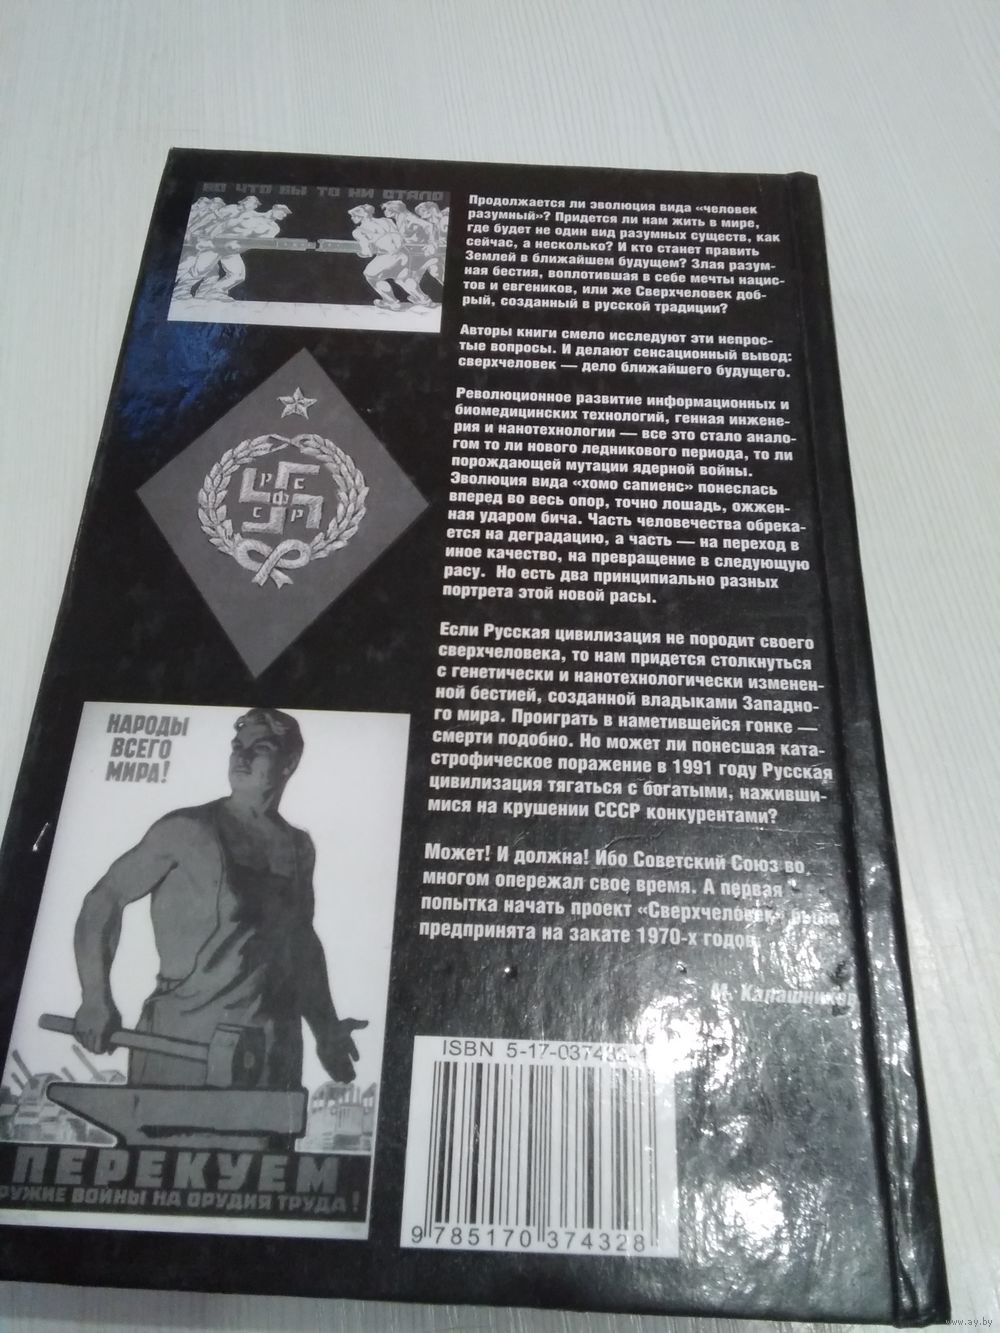 ВО ЧТО БЫ ТО НИ СТАЛО
Р С
Ф
С Р
НАРОДЫ
ВСЕГО
МИРА!
ПЕРЕКУЕМ
РУЖИЕ ВОЙНЫ НА ОРУДИЯ ТРУДА!
Продолжается ли эволюция вида «человек
разумный»? Придется ли нам жить в мире,
где будет не один вид разумных существ, как
сейчас, а несколько? И кто станет править
Землей в ближайшем будущем? Злая разум-
ная бестия, воплотившая в себе мечты нацис-
тов и евгеников, или же Сверхчеловек доб-
рый, созданный в русской традиции?
Авторы книги смело исследуют эти непрос-
тые вопросы. И делают сенсационный вывод:
сверхчеловек — дело ближайшего будущего.
Революционное развитие информационных и
биомедицинских технологий, генная инжене-
рия и нанотехнологии — все это стало анало-
гом то ли нового ледникового периода, то ли
порождающей мутации ядерной войны.
Эволюция вида «хомо сапиенс» понеслась
вперед во весь опор, точно лошадь, ожжен-
ная ударом бича. Часть человечества обрека-
ется на деградацию, а часть — на переход в
иное качество, на превращение в следующую
расу. Но есть два принципиально разных
портрета этой новой расы.
Если Русская цивилизация не породит своего
сверхчеловека, то нам придется столкнуться
с генетически и нанотехнологически изменен-
ной бестией, созданной владыками Западно-
го мира. Проиграть в наметившейся гонке —
смерти подобно. Но может ли понесшая ката-
строфическое поражение в 1991 году Русская
цивилизация тягаться с богатыми, наживши-
мися на крушении СССР конкурентами?
Может! И должна! Ибо Советский Союз во
многом опережал свое время. А первая
попытка начать проект «Сверхчеловек» была
предпринята на закате 1970-х годов.
М. Калашников
ISBN 5-17-037432-
9 785170 374328
www.ay.by